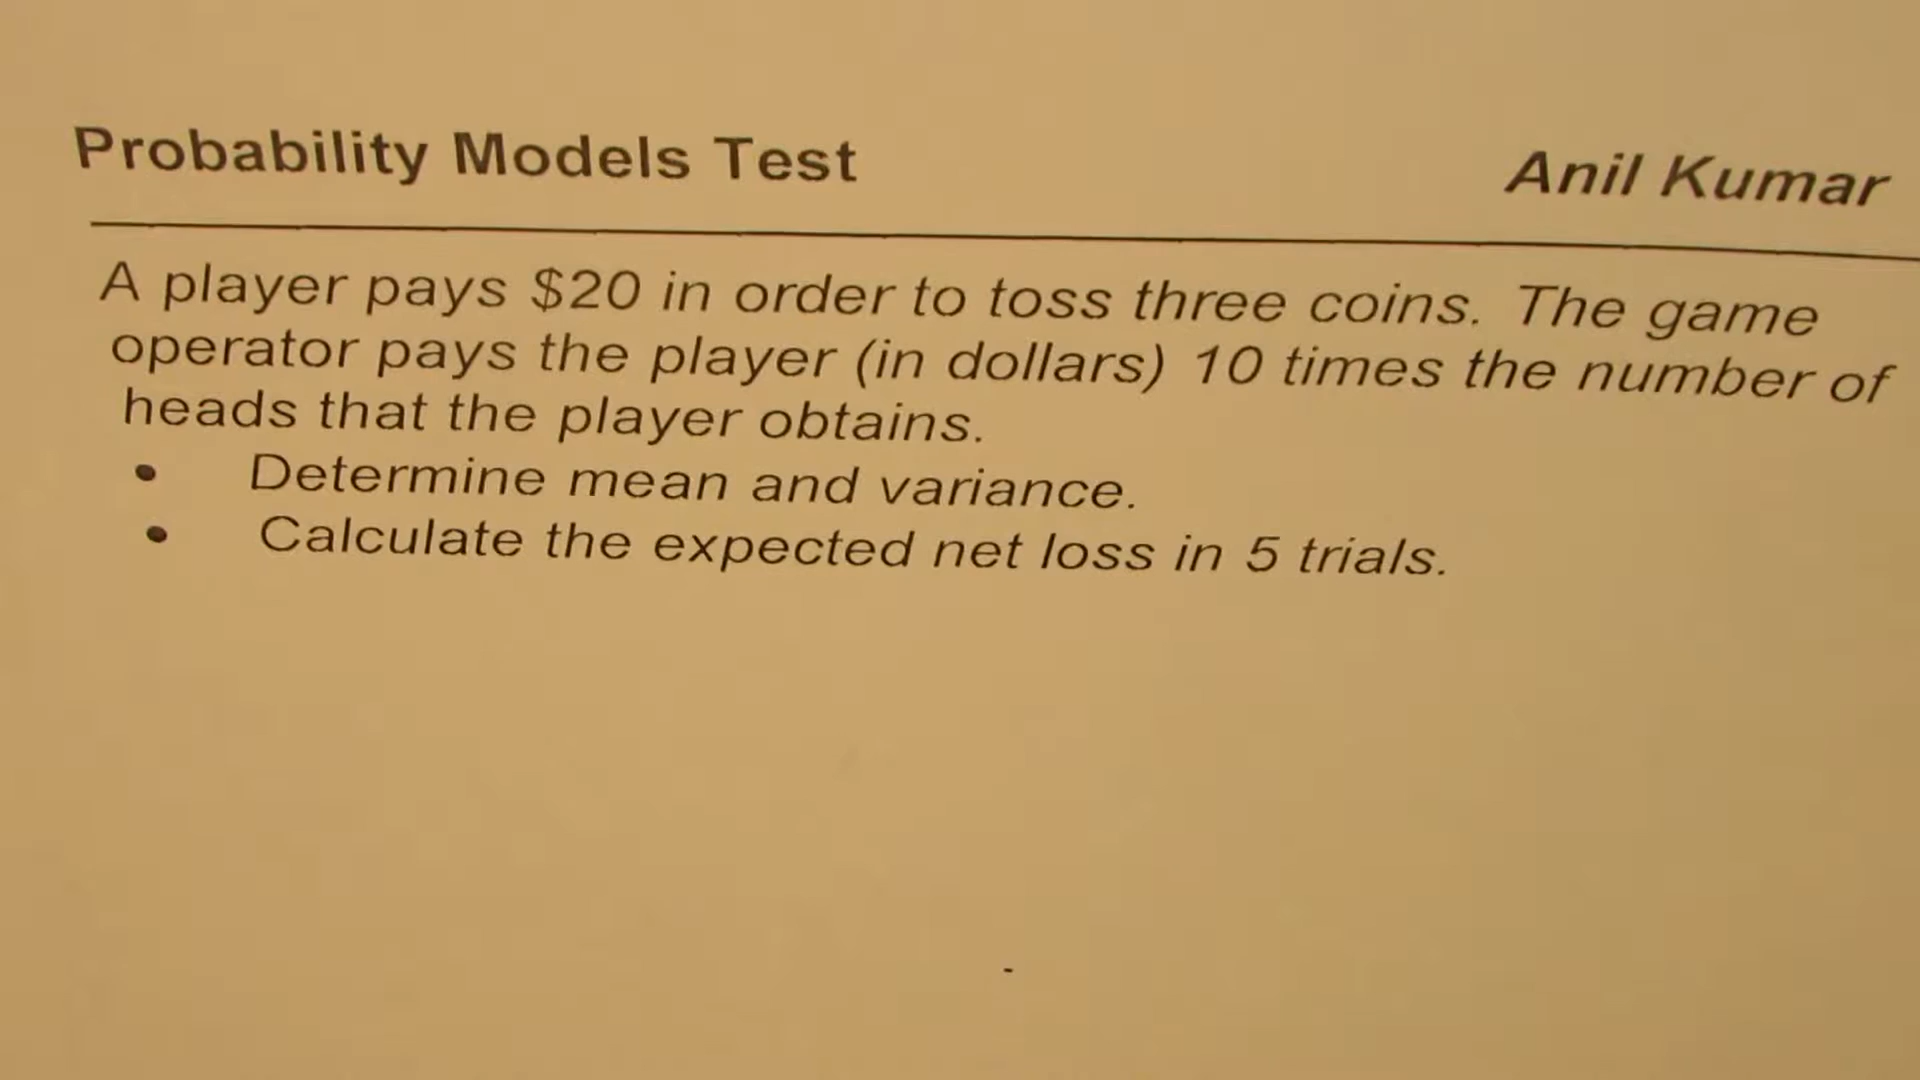 Probability Models Test
Anil Kumar
A player pays $20 in order to toss three coins. The game
operator pays the player (in dollars) 10 times the number of
heads that the player obtains.
• Determine mean and variance.
• Calculate the expected net loss in 5 trials.